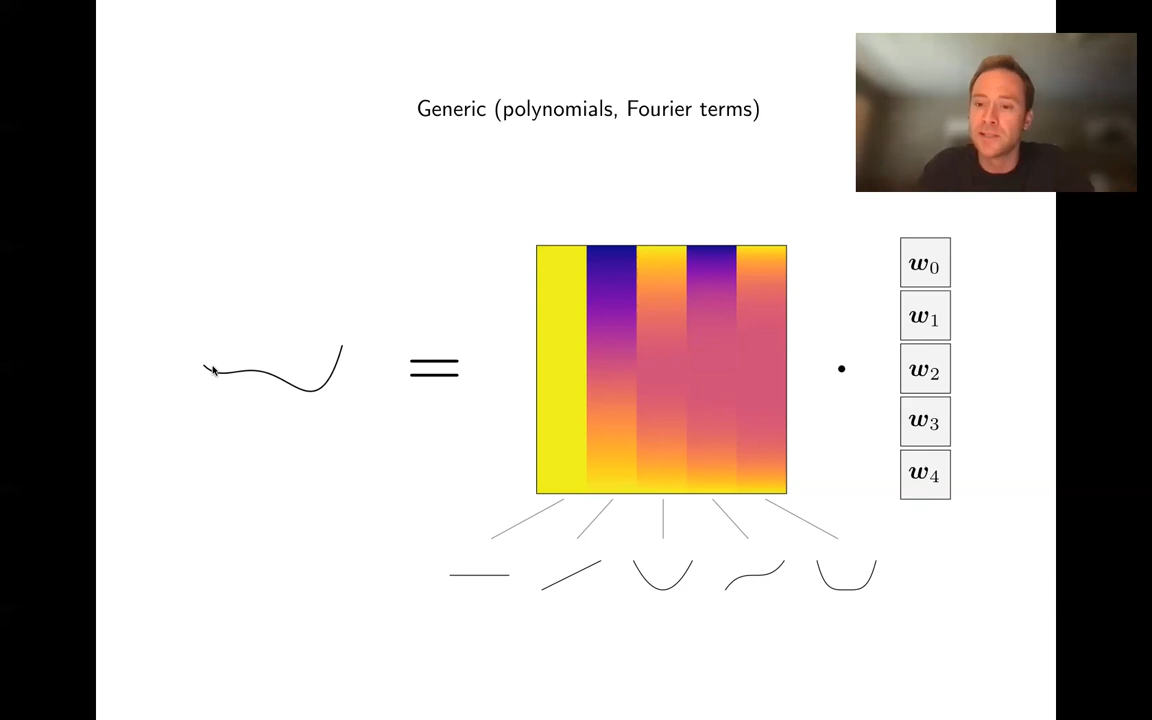 Generic (polynomials, Fourier terms)
=
·
w₀
w₁
w₂
w₃
w₄